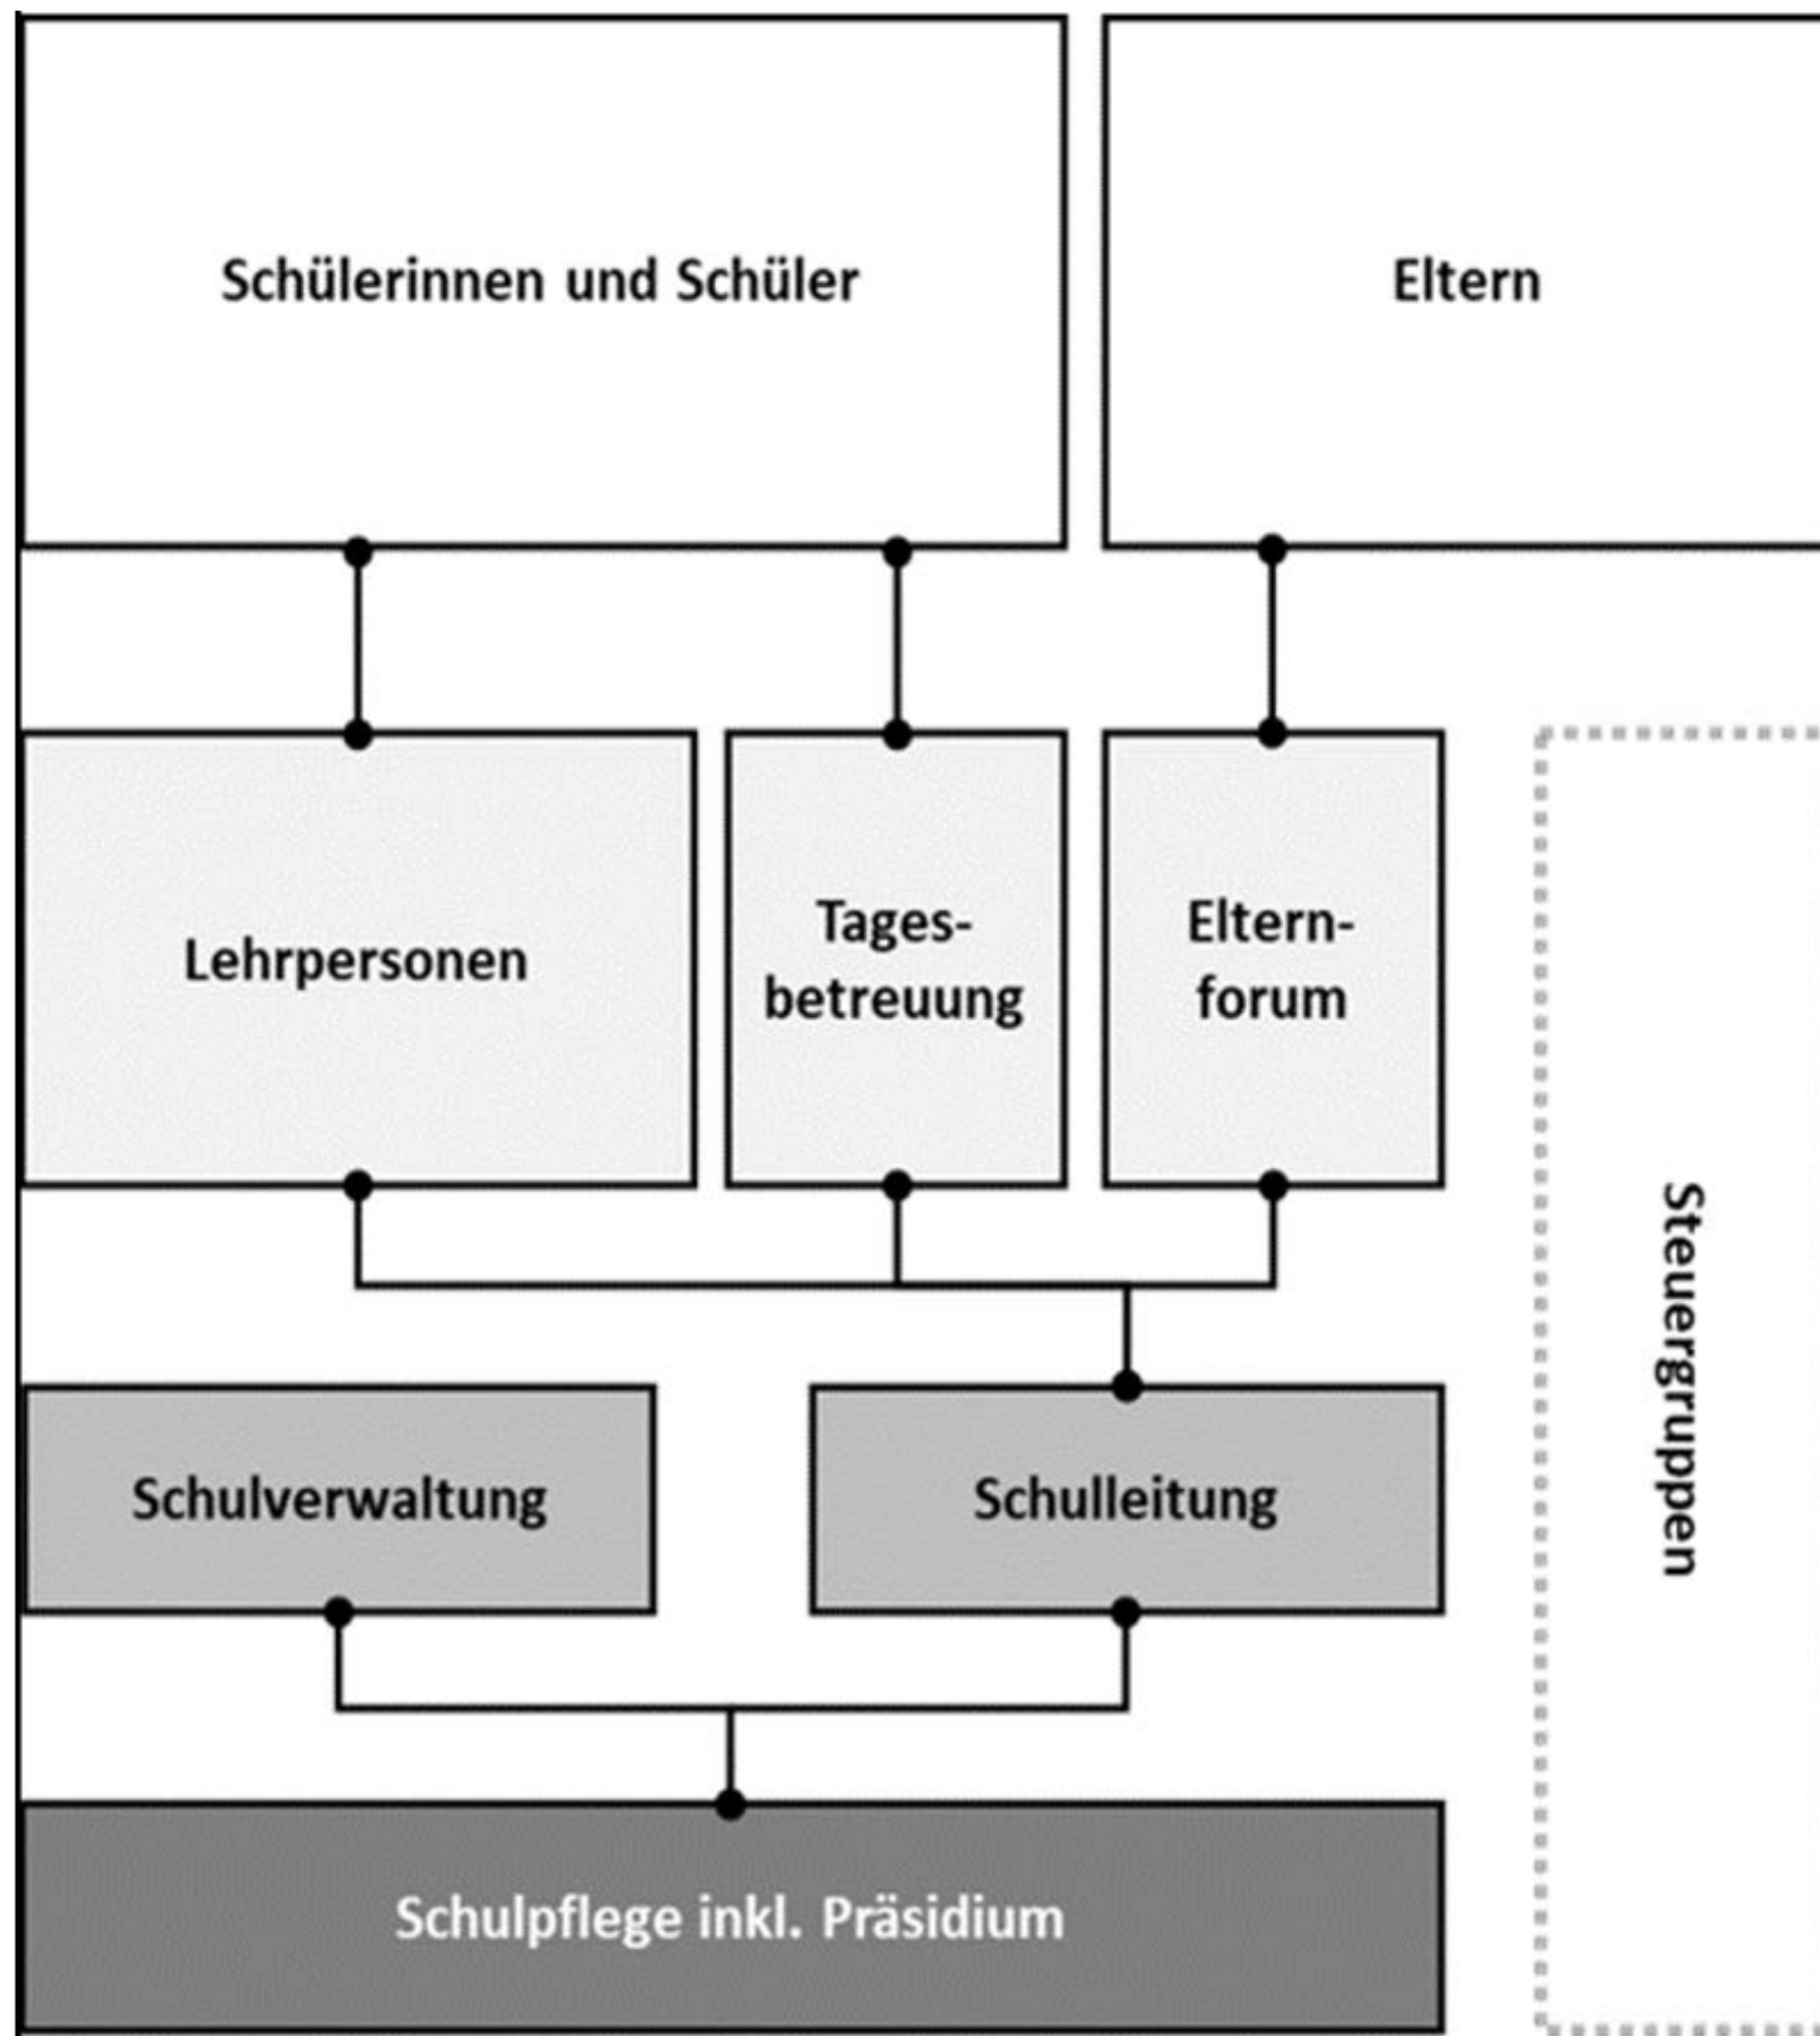 Schülerinnen und Schüler
Eltern
Lehrpersonen
Tages-
betreuung
Eltern-
forum
Steuergruppen
Schulverwaltung
Schulleitung
Schulpflege inkl. Präsidium